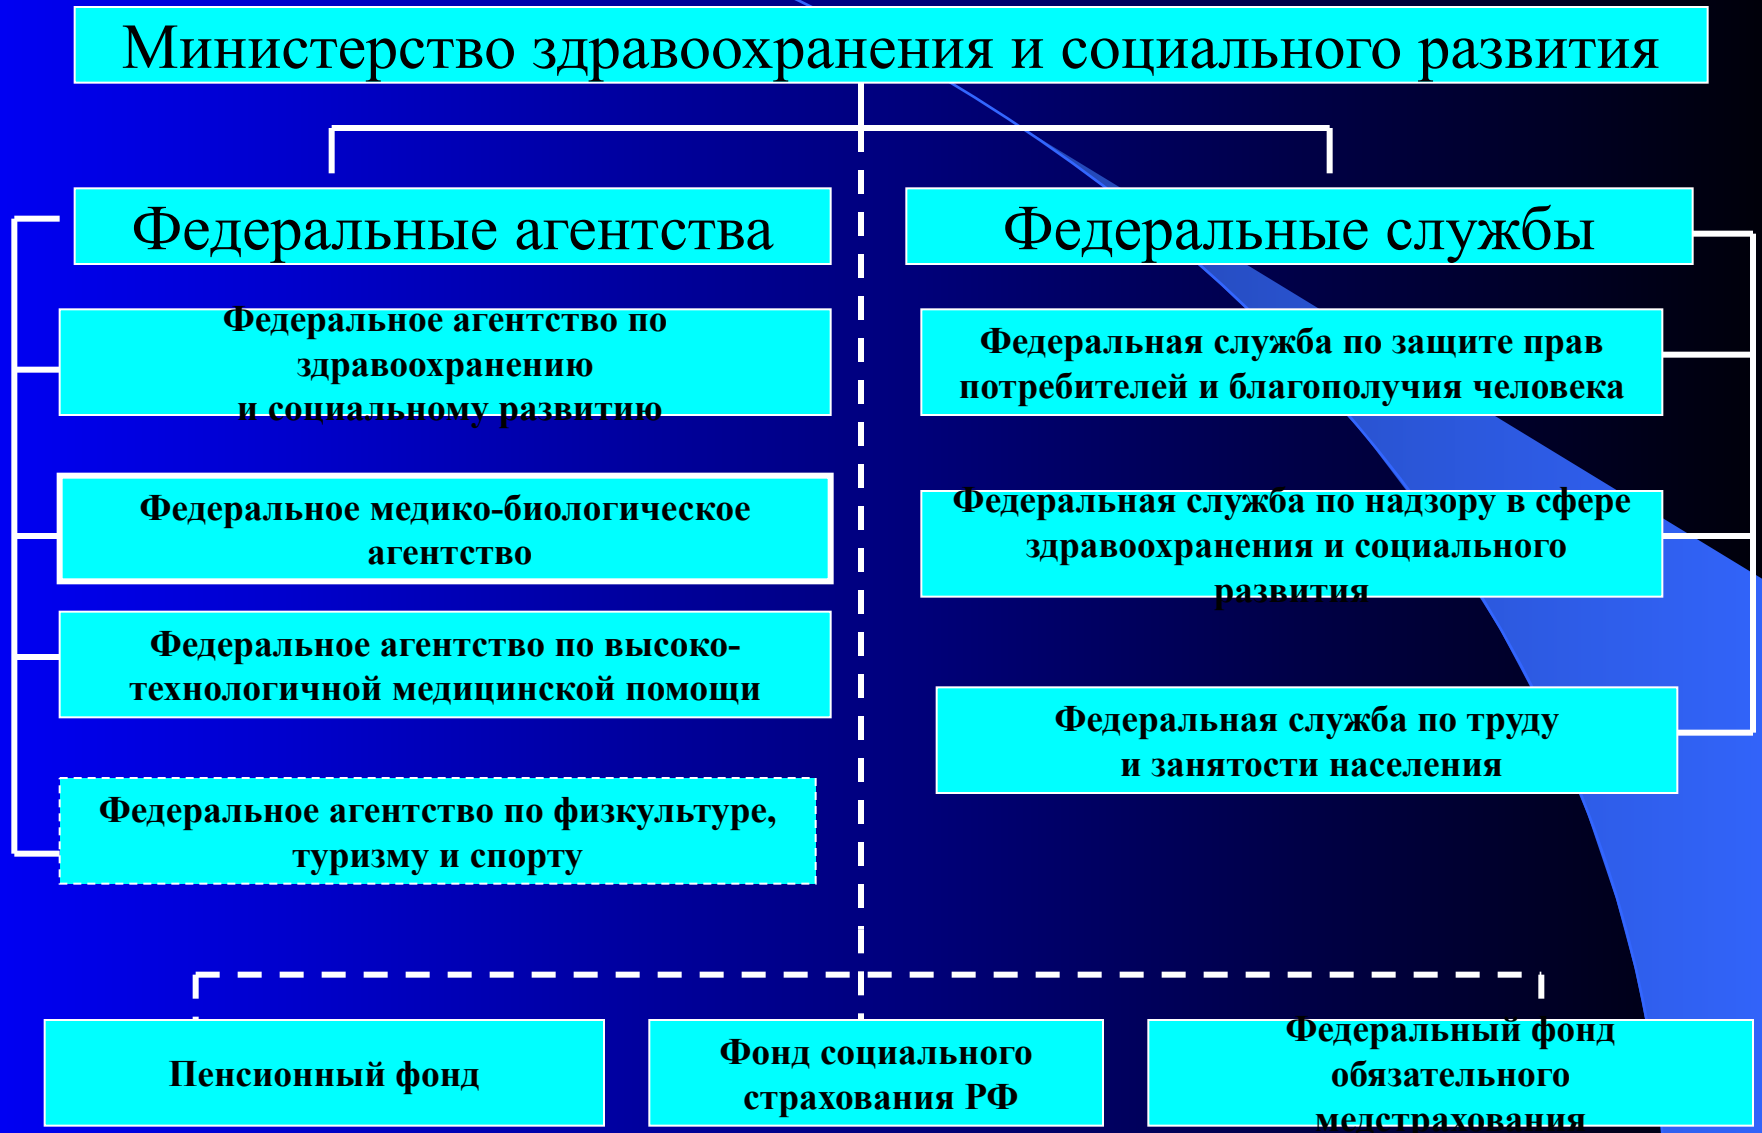 Министерство здравоохранения и социального развития
Федеральные агентства
Федеральное агентство по
здравоохранению
и социальному развитию
Федеральное медико-биологическое
агентство
Федеральное агентство по высоко-
технологичной медицинской помощи
Федеральное агентство по физкультуре,
туризму и спорту
Федеральные службы
Федеральная служба по защите прав
потребителей и благополучия человека
Федеральная служба по надзору в сфере
здравоохранения и социального
развития
Федеральная служба по труду
и занятости населения
Пенсионный фонд
Фонд социального
страхования РФ
Федеральный фонд
обязательного
медстрахования